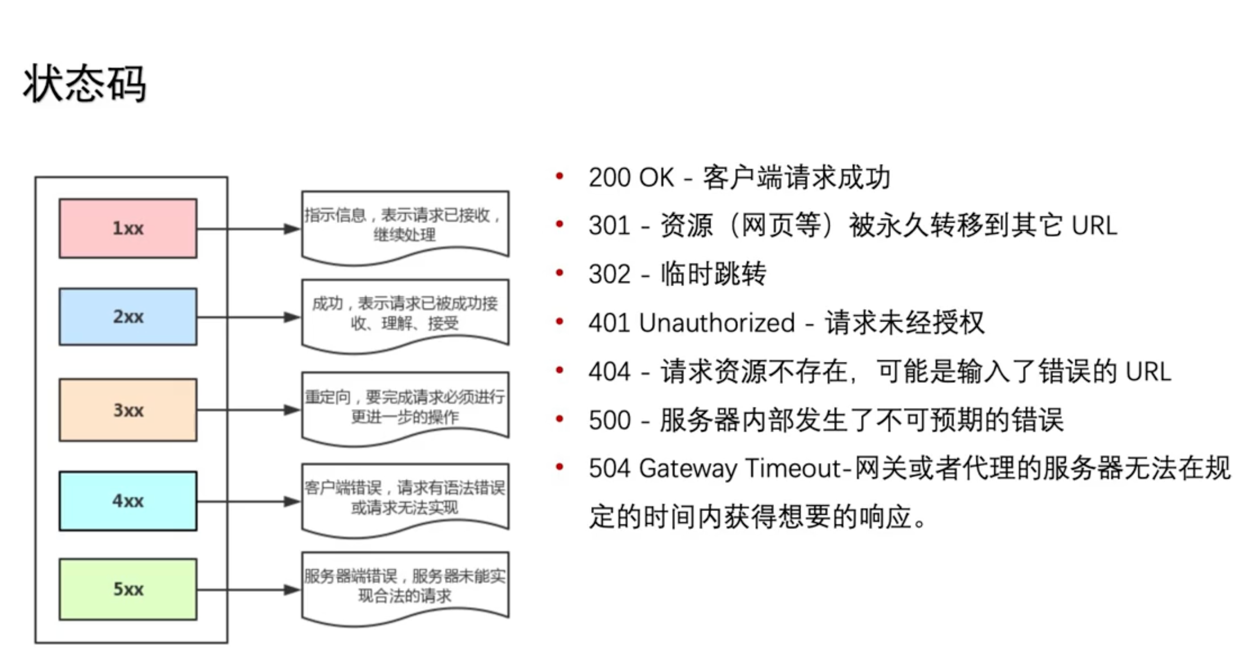 状态码
1xx
指示信息，表示请求已接收，
继续处理
2xx
成功，表示请求已被成功接
收、理解、接受
3xx
重定向，要完成请求必须进行
更进一步的操作
4xx
客户端错误，请求有语法错误
或请求无法实现
5xx
服务器端错误，服务器未能实
现合法的请求
• 200 OK - 客户端请求成功
• 301 - 资源（网页等）被永久转移到其它 URL
• 302 - 临时跳转
• 401 Unauthorized - 请求未经授权
• 404 - 请求资源不存在，可能是输入了错误的 URL
• 500 - 服务器内部发生了不可预期的错误
• 504 Gateway Timeout-网关或者代理的服务器无法在规
定的时间内获得想要的响应。